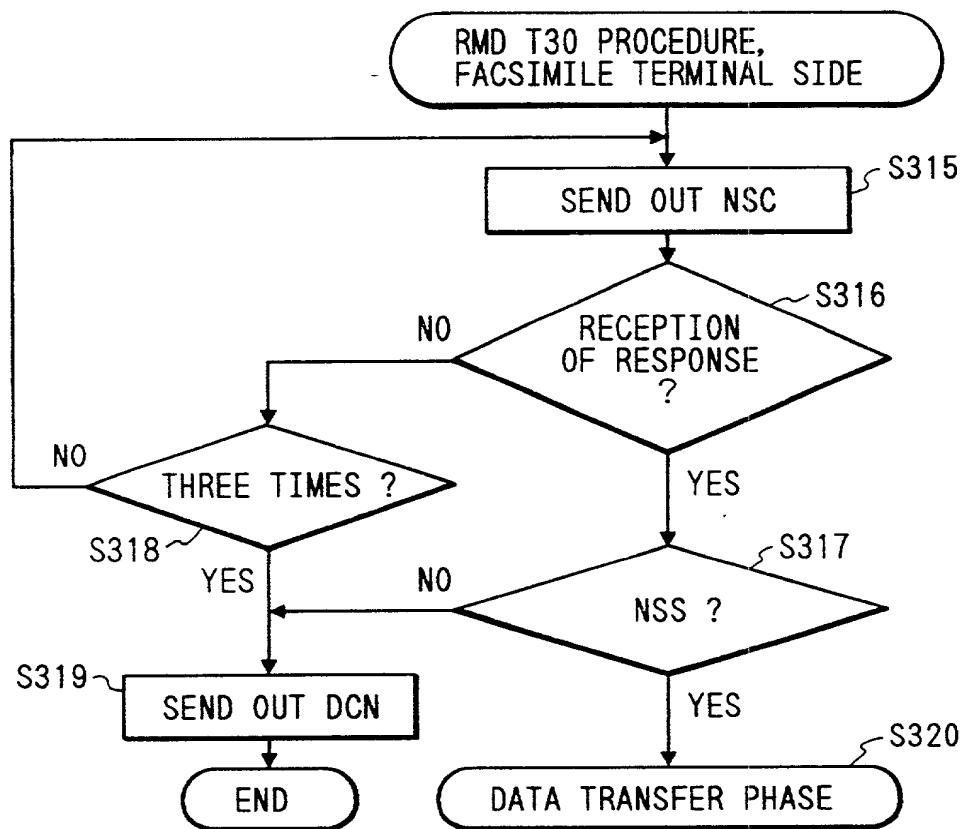 RMD T30 PROCEDURE,
FACSIMILE TERMINAL SIDE
S315
SEND OUT NSC
S316
NO
RECEPTION
OF RESPONSE
?
NO
THREE TIMES ?
YES
S318
S317
YES
NO
NSS ?
S319
SEND OUT DCN
YES
S320
END
DATA TRANSFER PHASE